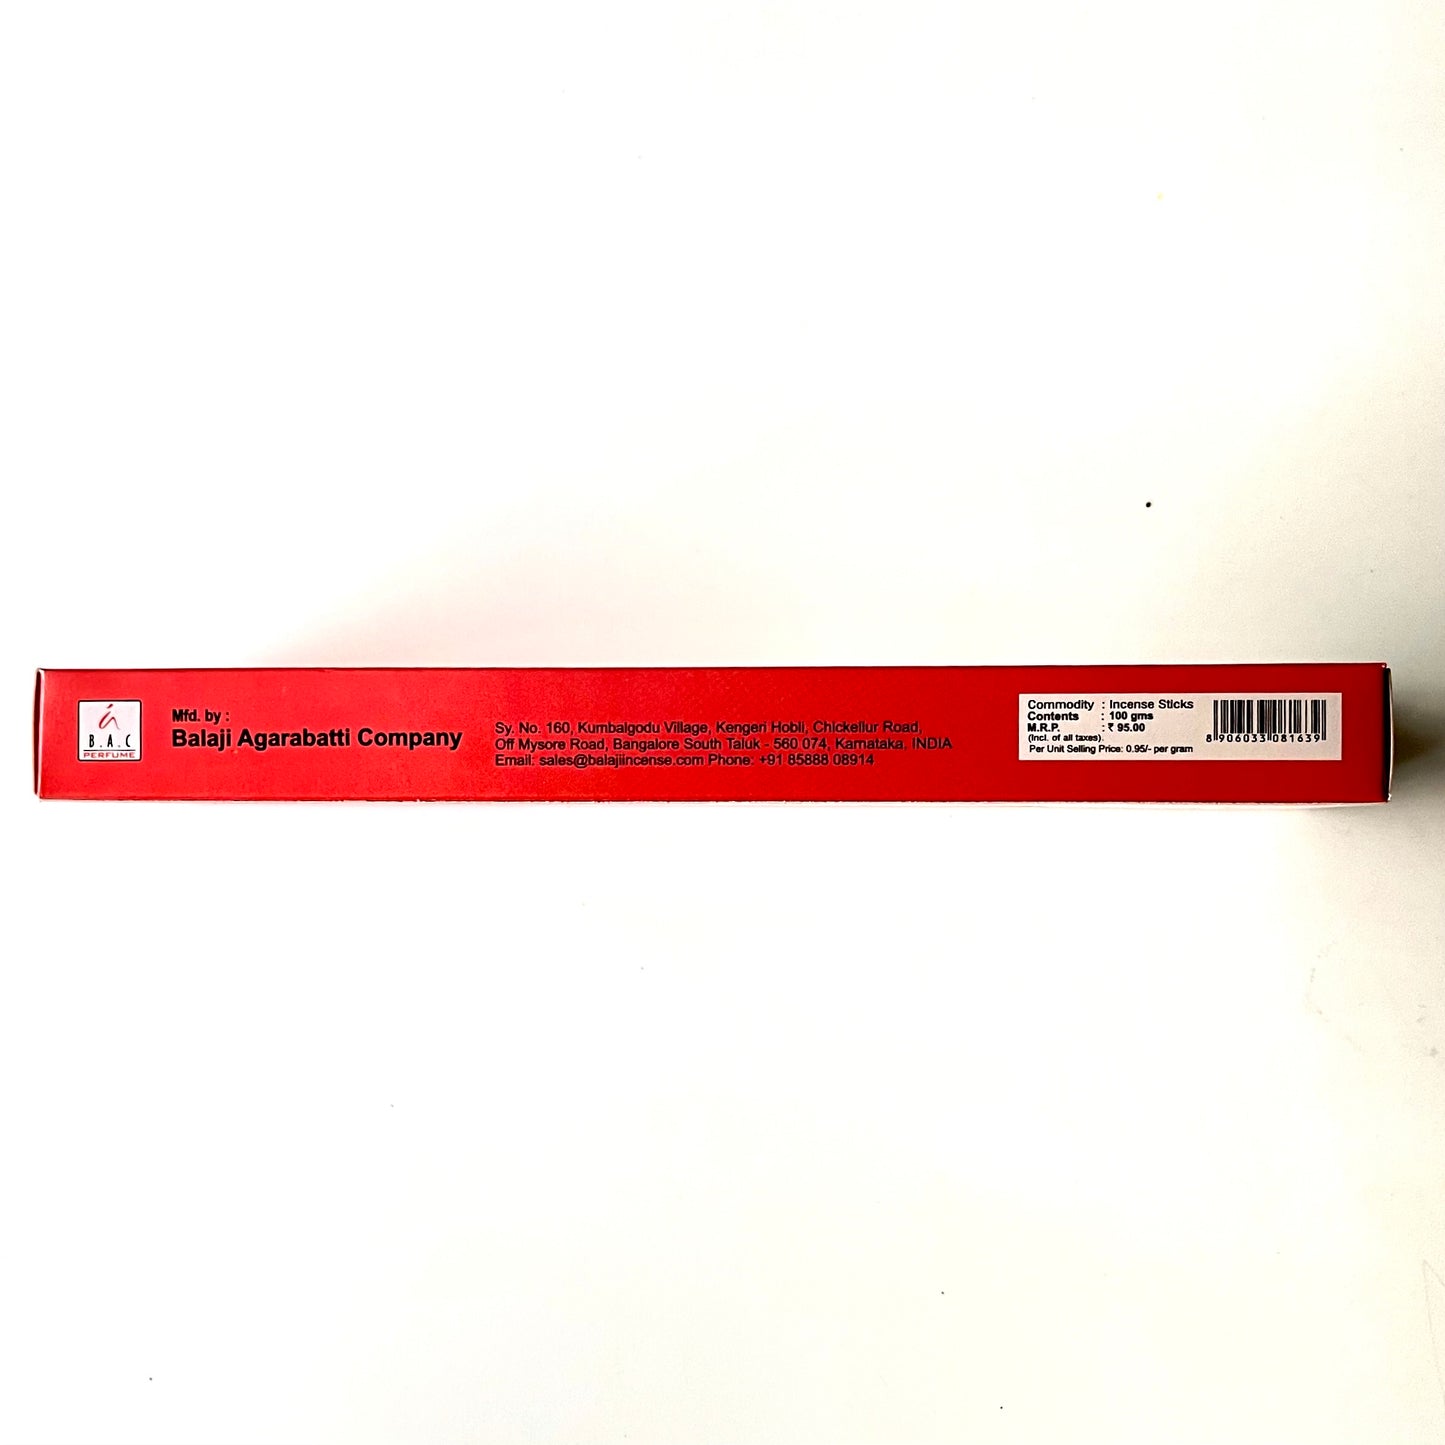 B.A.C
PERFUME
Mfd. by :
Balaji Agarabatti Company
Sy. No. 160, Kumbalgodu Village, Kengeri Hobli, Chickellur Road,
Off Mysore Road, Bangalore South Taluk - 560 074, Karnataka, INDIA
Email: sales@balajiincense.com Phone: +91 85888 08914
Commodity : Incense Sticks
Contents : 100 gms
M.R.P. : ₹ 95.00
(Incl. of all taxes).
Per Unit Selling Price: 0.95/- per gram
8 906033 081639